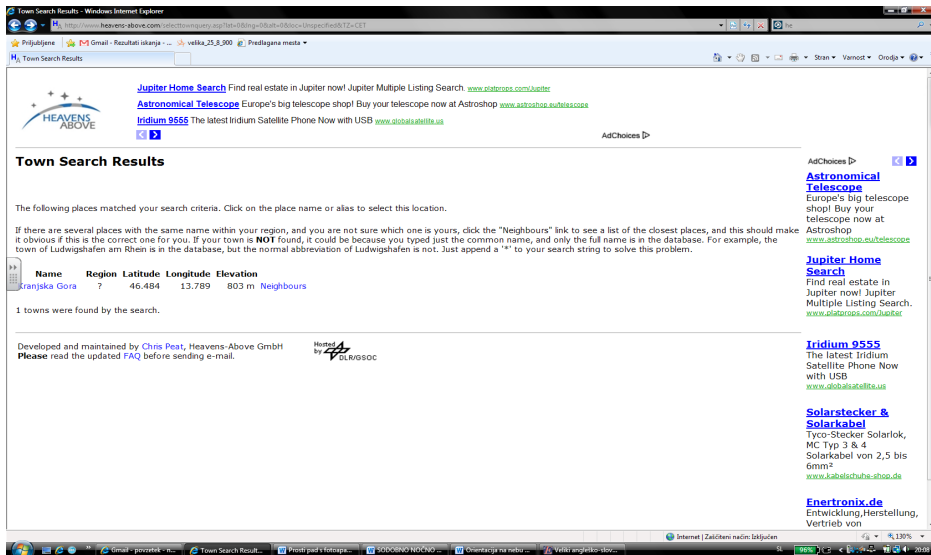 Town Search Results - Windows Internet Explorer
http://www.heavens-above.com/selecttownquery.asp?lat=0&lng=0&alt=0&loc=Unspecified&TZ=CET
he
Priljubljene Gmail - Rezultati iskanja - ... velika_25_8_900 Predlagana mesta
Town Search Results
Stran Varnost Orodja
HEAVENS
ABOVE
Jupiter Home Search Find real estate in Jupiter now! Jupiter Multiple Listing Search. www.platprops.com/Jupiter
Astronomical Telescope Europe's big telescope shop! Buy your telescope now at Astroshop www.astroshop.eu/telescope
Iridium 9555 The latest Iridium Satellite Phone Now with USB www.globalsatellite.us
AdChoices
Town Search Results
The following places matched your search criteria. Click on the place name or alias to select this location.
If there are several places with the same name within your region, and you are not sure which one is yours, click the "Neighbours" link to see a list of the closest places, and this should make
it obvious if this is the correct one for you. If your town is NOT found, it could be because you typed just the common name, and only the full name is in the database. For example, the
town of Ludwigshafen am Rhein is in the database, but the normal abbreviation of Ludwigshafen is not. Just append a '*' to your search string to solve this problem.
Name Region Latitude Longitude Elevation
Kranjska Gora ? 46.484 13.789 803 m Neighbours
1 towns were found by the search.
Developed and maintained by Chris Peat, Heavens-Above GmbH
Please read the updated FAQ before sending e-mail.
Hosted
by DLR/GSOC
AdChoices
Astronomical
Telescope
Europe's big telescope
shop! Buy your
telescope now at
Astroshop
www.astroshop.eu/telescope
Jupiter Home
Search
Find real estate in
Jupiter now! Jupiter
Multiple Listing Search.
www.platprops.com/Jupiter
Iridium 9555
The latest Iridium
Satellite Phone Now
with USB
www.globalsatellite.us
Solarstecker &
Solarkabel
Tyco-Stecker Solarlok,
MC Typ 3 & 4
Solarkabel von 2,5 bis
6mm²
www.kabelschuhe-shop.de
Enertronix.de
Entwicklung,Herstellung,
Vertrieb von
Internet | Zaščiteni način: Izključen
130%
Gmail - povzetek - n... Town Search Result... Prosti pad s fotoapa... SODOBNO NOČNO ... Orientacija na nebu ... Veliki angleško-slov...
SL 96% 20:08